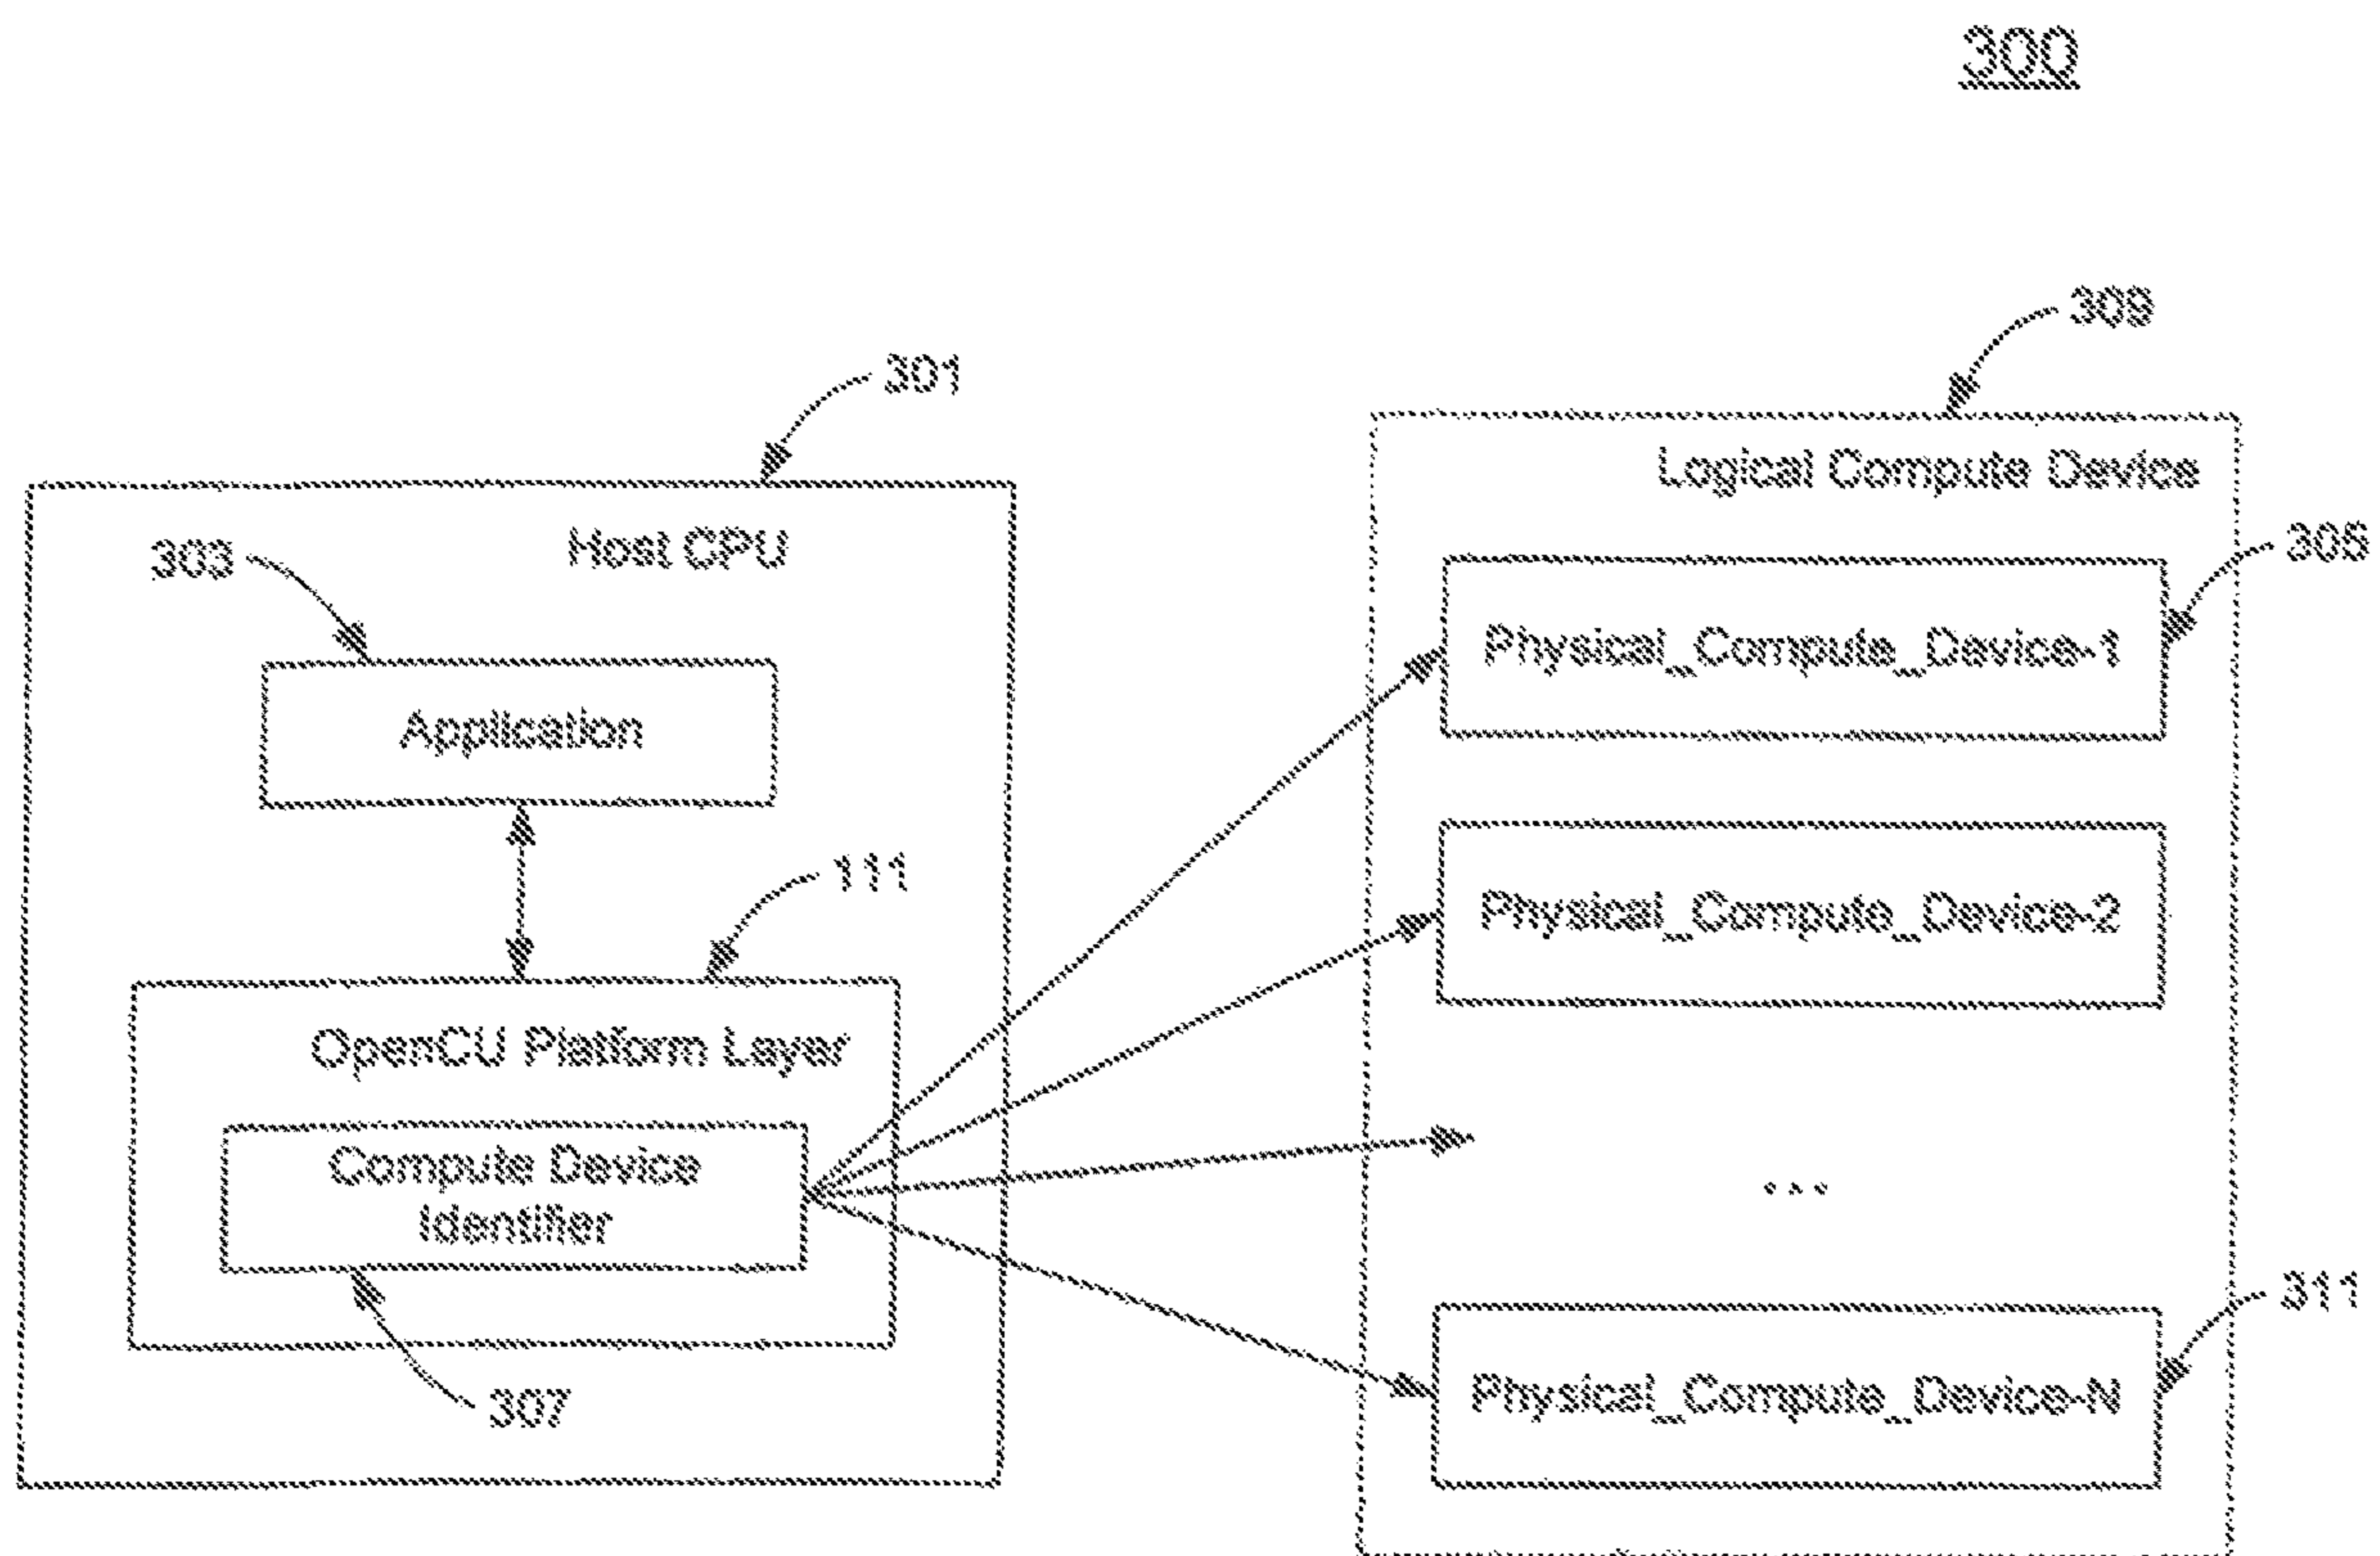 300
309
301
Logical Compute Device
Host CPU
303
305
Physical_Compute_Device-1
Application
111
Physical_Compute_Device-2
OpenCU Platform Layer
Compute Device
Identifier
...
311
Physical_Compute_Device-N
307